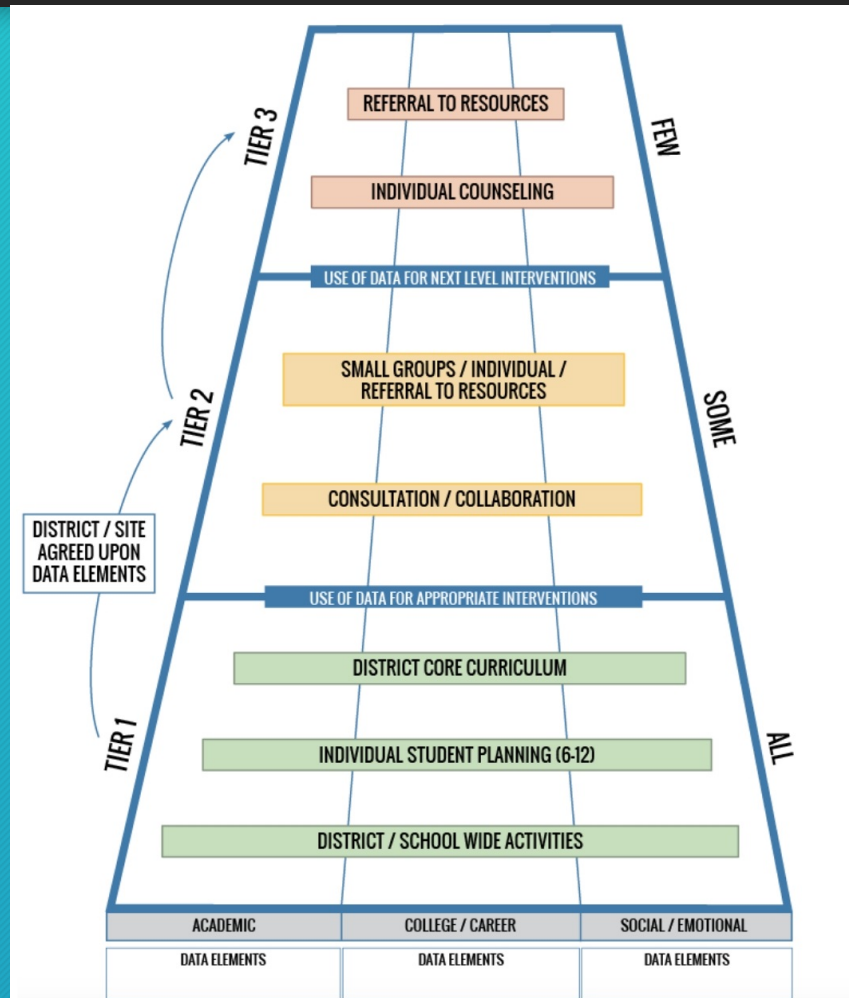 REFERRAL TO RESOURCES
TIER 3
FEW
INDIVIDUAL COUNSELING
USE OF DATA FOR NEXT LEVEL INTERVENTIONS
SMALL GROUPS / INDIVIDUAL /
REFERRAL TO RESOURCES
TIER 2
SOME
CONSULTATION / COLLABORATION
DISTRICT / SITE
AGREED UPON
DATA ELEMENTS
USE OF DATA FOR APPROPRIATE INTERVENTIONS
DISTRICT CORE CURRICULUM
TIER 1
ALL
INDIVIDUAL STUDENT PLANNING (6-12)
DISTRICT / SCHOOL WIDE ACTIVITIES
ACADEMIC
COLLEGE / CAREER
SOCIAL / EMOTIONAL
DATA ELEMENTS
DATA ELEMENTS
DATA ELEMENTS